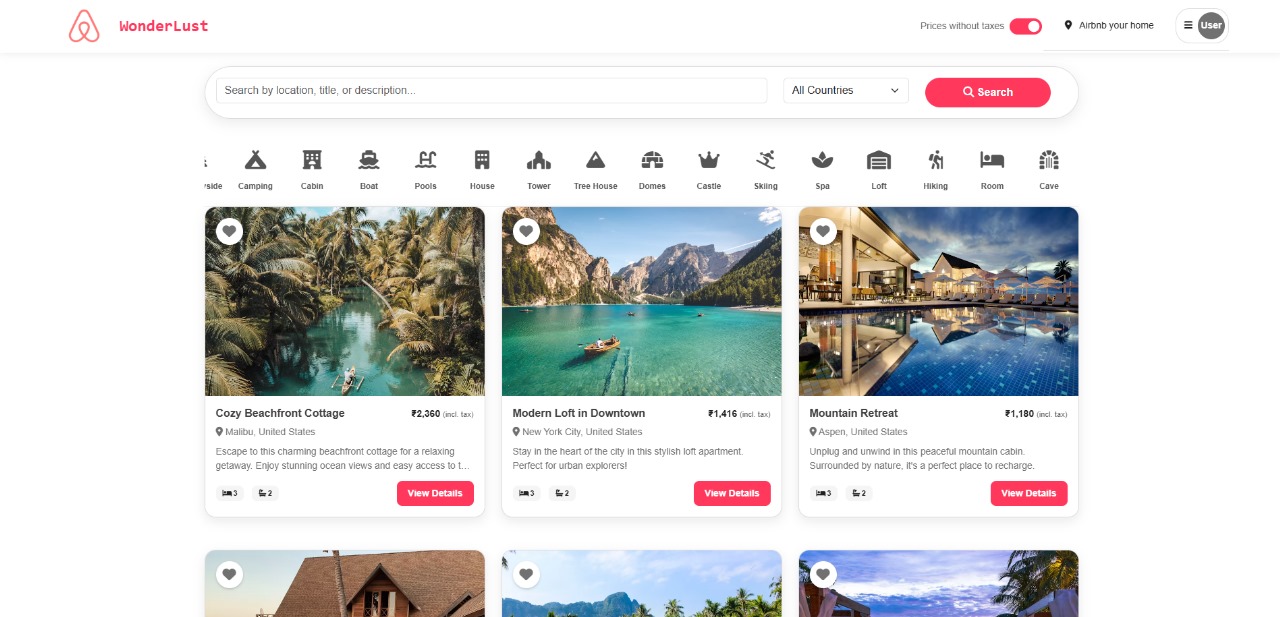 WonderLust
Prices without taxes
Airbnb your home
User
Search by location, title, or description...
All Countries
Search
yside
Camping
Cabin
Boat
Pools
House
Tower
Tree House
Domes
Castle
Skiing
Spa
Loft
Hiking
Room
Cave
Cozy Beachfront Cottage
₹2,360 (incl. tax)
Malibu, United States
Escape to this charming beachfront cottage for a relaxing
getaway. Enjoy stunning ocean views and easy access to t...
3
2
View Details
Modern Loft in Downtown
₹1,416 (incl. tax)
New York City, United States
Stay in the heart of the city in this stylish loft apartment.
Perfect for urban explorers!
3
2
View Details
Mountain Retreat
₹1,180 (incl. tax)
Aspen, United States
Unplug and unwind in this peaceful mountain cabin.
Surrounded by nature, it's a perfect place to recharge.
3
2
View Details